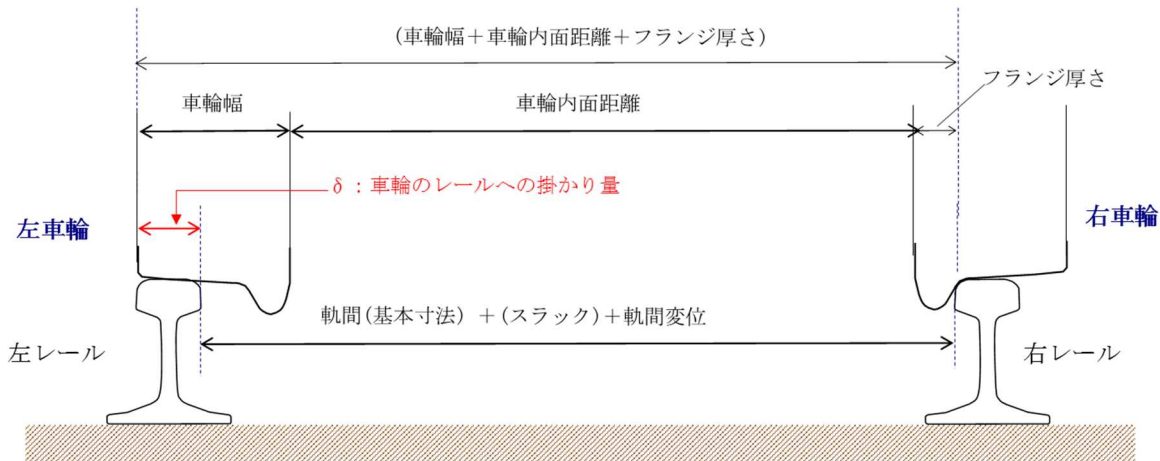 (車輪幅＋車輪内面距離＋フランジ厚さ)
フランジ厚さ
車輪幅
車輪内面距離
δ：車輪のレールへの掛かり量
左車輪
右車輪
軌間(基本寸法) ＋(スラック)＋軌間変位
左レール
右レール